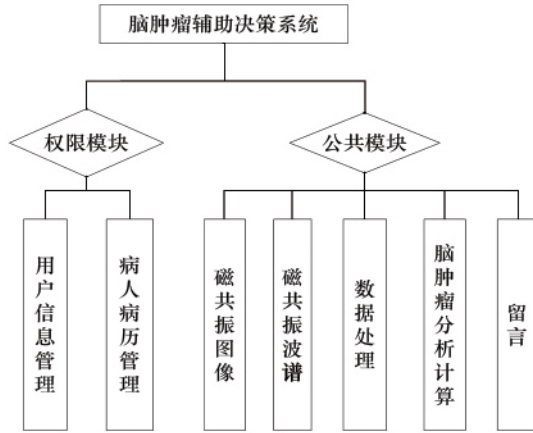 脑肿瘤辅助决策系统
权限模块
公共模块
用户信息管理
病人病历管理
磁共振图像
磁共振波谱
数据处理
脑肿瘤分析计算
留言